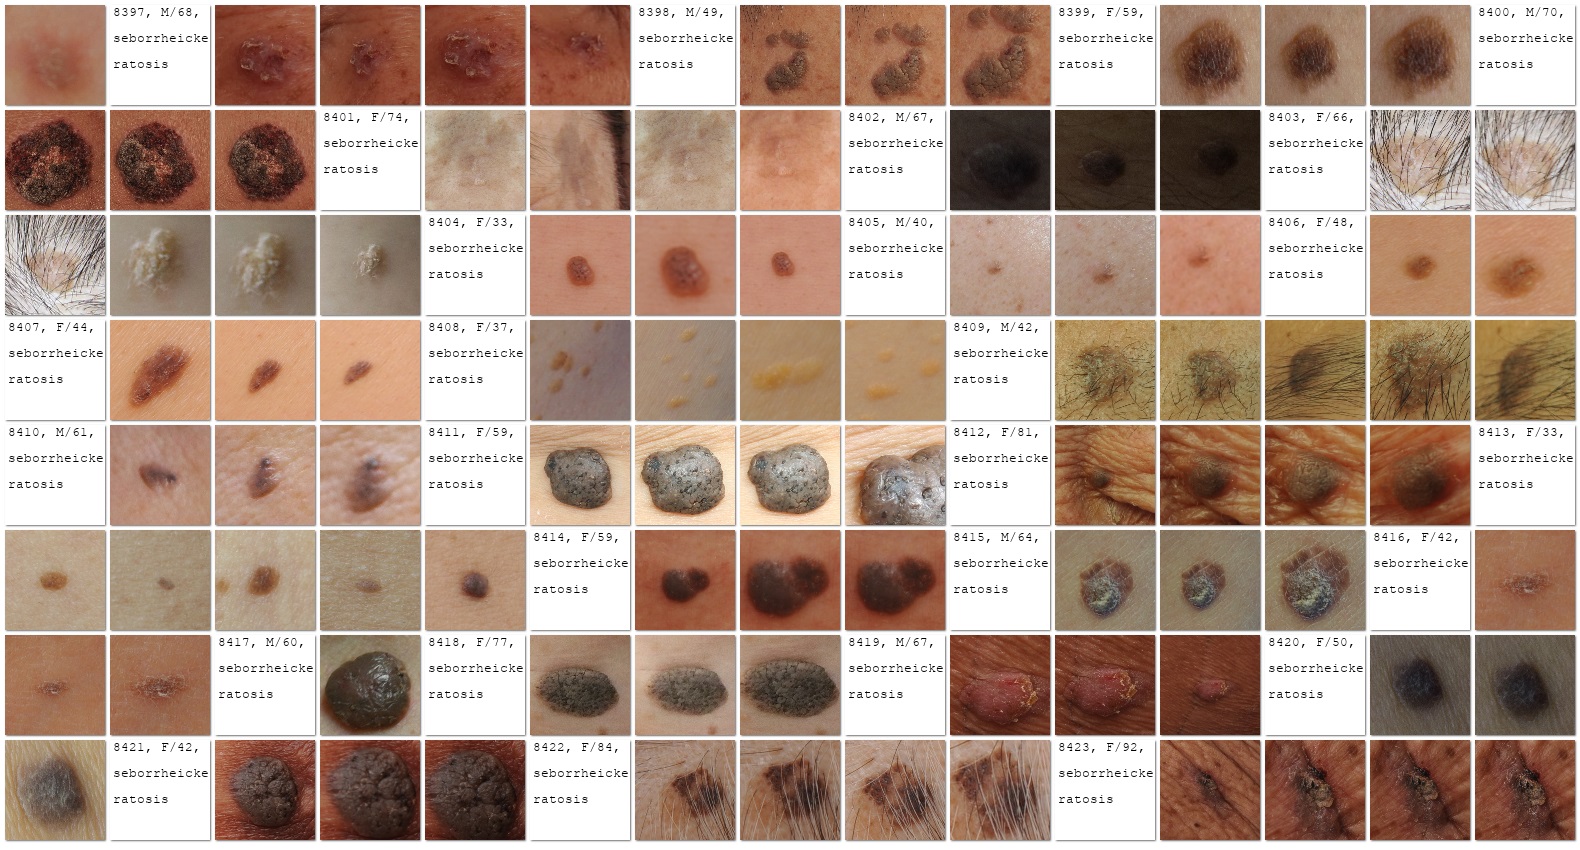 8397, M/68,
seborrheicke
ratosis
8398, M/49,
seborrheicke
ratosis
8399, F/59,
seborrheicke
ratosis
8400, M/70,
seborrheicke
ratosis
8401, F/74,
seborrheicke
ratosis
8402, M/67,
seborrheicke
ratosis
8403, F/66,
seborrheicke
ratosis
8404, F/33,
seborrheicke
ratosis
8405, M/40,
seborrheicke
ratosis
8406, F/48,
seborrheicke
ratosis
8407, F/44,
seborrheicke
ratosis
8408, F/37,
seborrheicke
ratosis
8409, M/42,
seborrheicke
ratosis
8410, M/61,
seborrheicke
ratosis
8411, F/59,
seborrheicke
ratosis
8412, F/81,
seborrheicke
ratosis
8413, F/33,
seborrheicke
ratosis
8414, F/59,
seborrheicke
ratosis
8415, M/64,
seborrheicke
ratosis
8416, F/42,
seborrheicke
ratosis
8417, M/60,
seborrheicke
ratosis
8418, F/77,
seborrheicke
ratosis
8419, M/67,
seborrheicke
ratosis
8420, F/50,
seborrheicke
ratosis
8421, F/42,
seborrheicke
ratosis
8422, F/84,
seborrheicke
ratosis
8423, F/92,
seborrheicke
ratosis